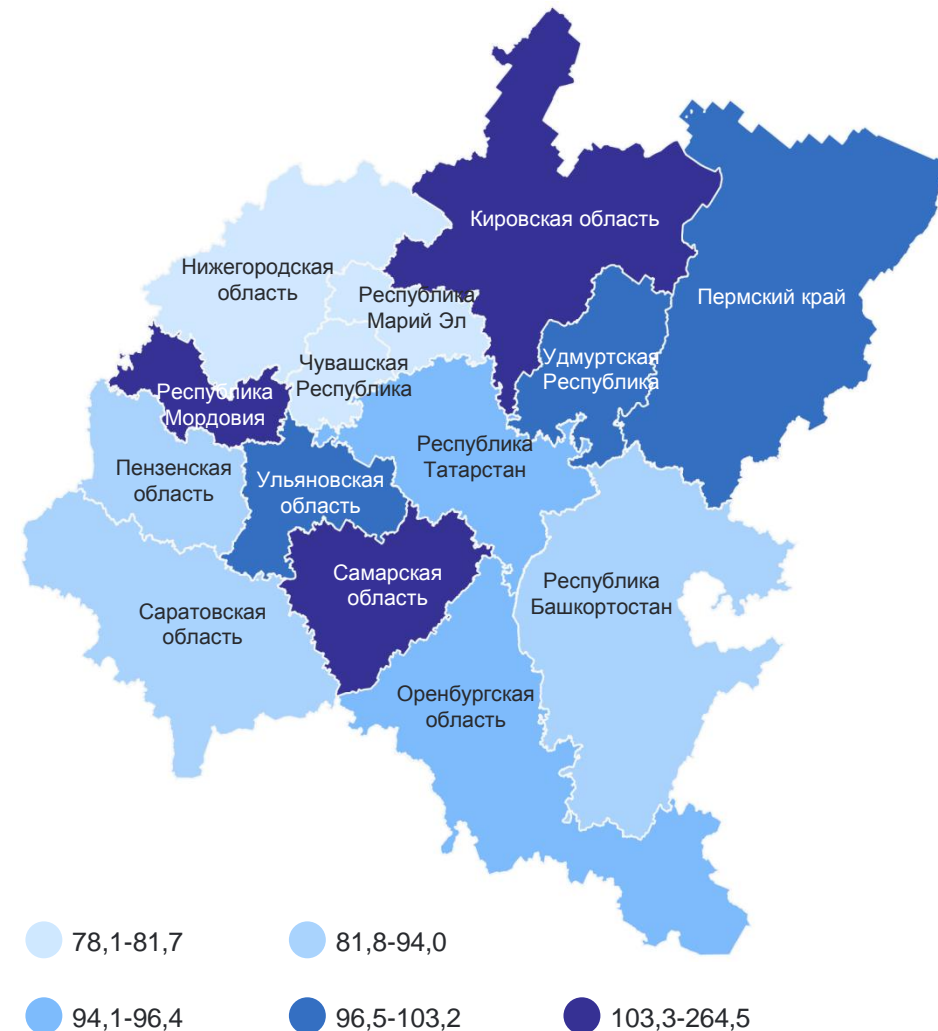 Кировская область
Нижегородская
область
Республика
Марий Эл
Пермский край
Чувашская
Республика
Удмуртская
Республика
Республика
Мордовия
Республика
Татарстан
Пензенская
область
Ульяновская
область
Самарская
область
Республика
Башкортостан
Саратовская
область
Оренбургская
область
78,1-81,7
81,8-94,0
94,1-96,4
96,5-103,2
103,3-264,5